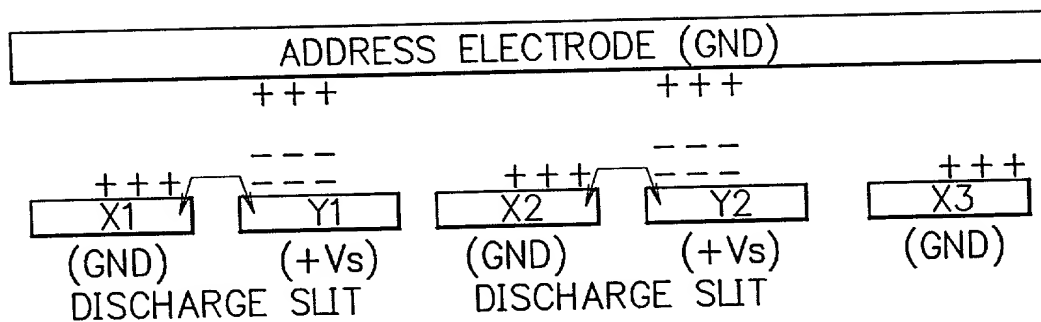 ADDRESS ELECTRODE (GND)
+++ +++
--- ---
+++ --- +++ --- +++
X1 Y1 X2 Y2 X3
(GND) (+Vs) (GND) (+Vs) (GND)
DISCHARGE SLIT DISCHARGE SLIT